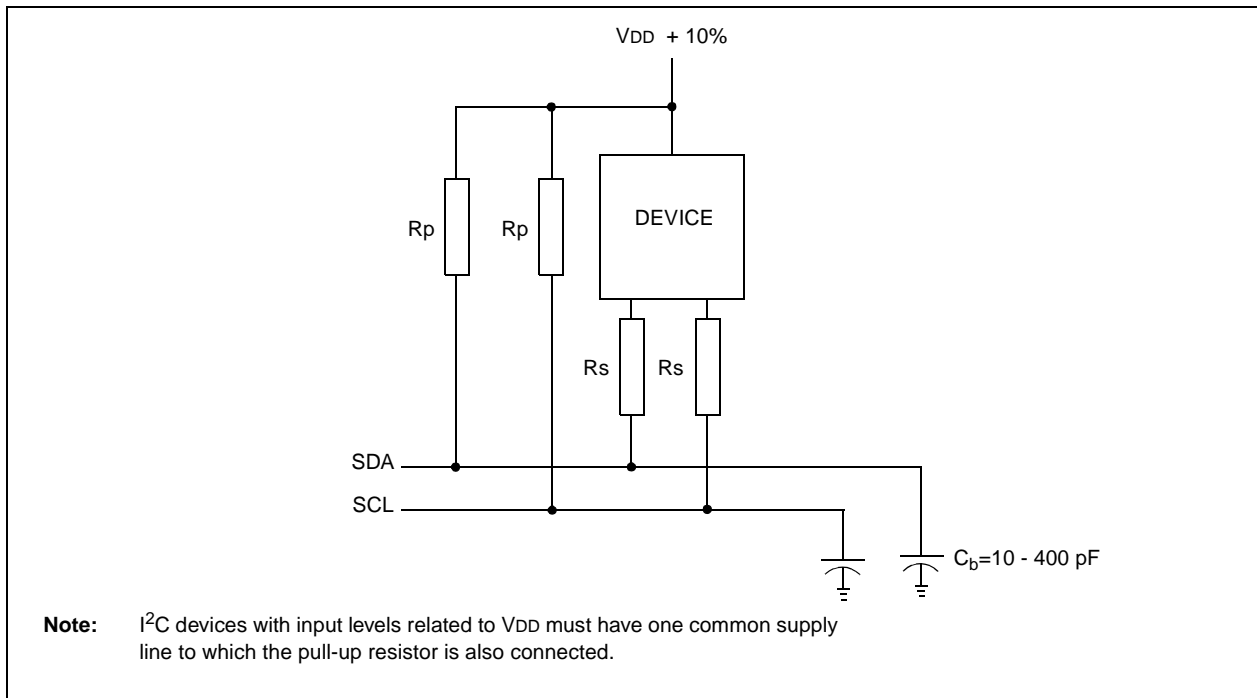 VDD + 10%
Rp
Rp
DEVICE
Rs
Rs
SDA
SCL
Cb=10 - 400 pF
Note: I2C devices with input levels related to VDD must have one common supply
line to which the pull-up resistor is also connected.